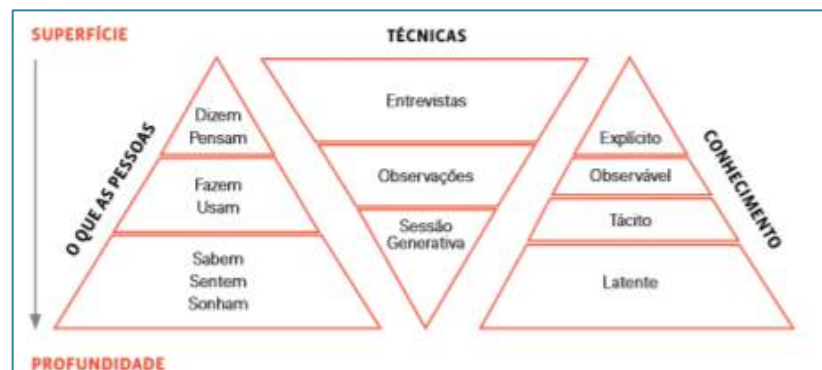 SUPERFÍCIE
TÉCNICAS
O QUE AS PESSOAS
Dizem
Pensam
Fazem
Usam
Sabem
Sentem
Sonham
Entrevistas
Observações
Sessão
Generativa
Explícito
Observável
Tácito
Latente
CONHECIMENTO
PROFUNDIDADE